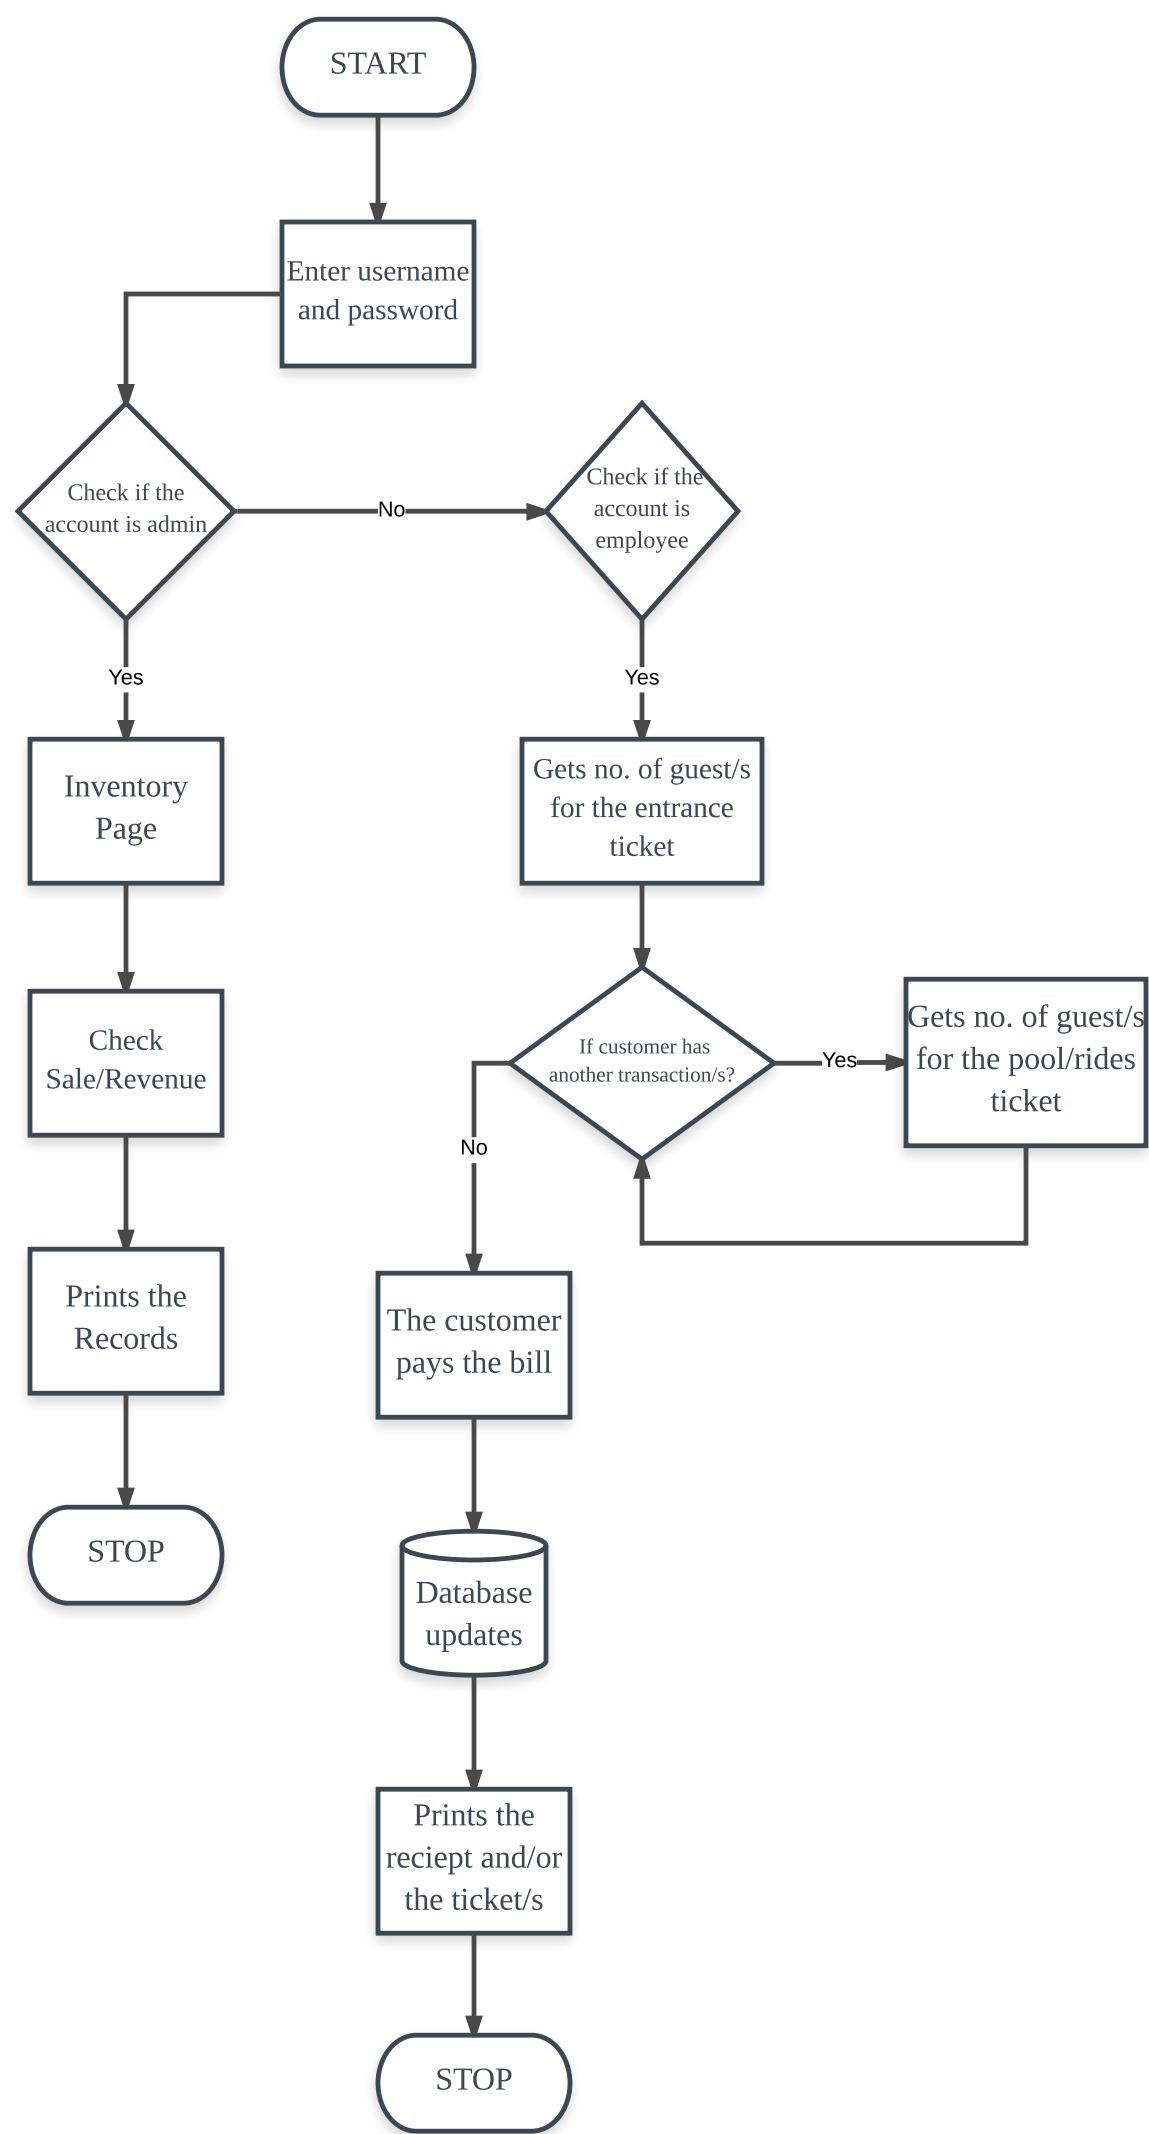 START
Enter username
and password
Check if the
account is admin
No
Check if the
account is
employee
Yes
Yes
Inventory
Page
Gets no. of guest/s
for the entrance
ticket
Check
Sale/Revenue
If customer has
another transaction/s?
Yes
Gets no. of guest/s
for the pool/rides
ticket
No
Prints the
Records
The customer
pays the bill
STOP
Database
updates
Prints the
reciept and/or
the ticket/s
STOP